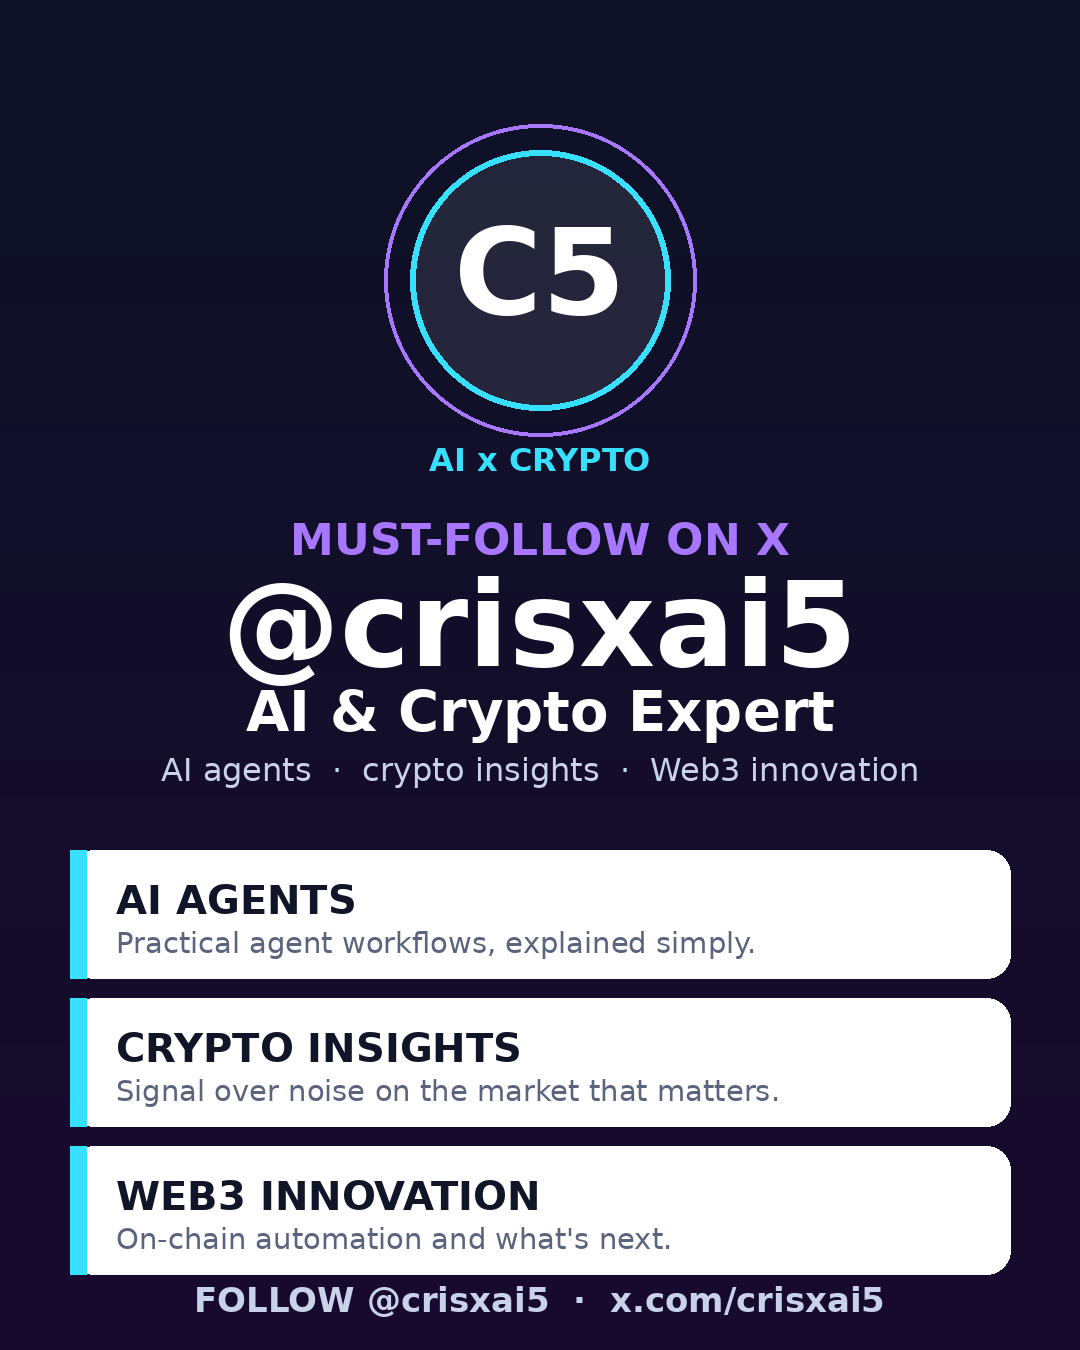 C5
AI x CRYPTO
MUST-FOLLOW ON X
@crisxai5
AI & Crypto Expert
AI agents · crypto insights · Web3 innovation
AI AGENTS
Practical agent workflows, explained simply.
CRYPTO INSIGHTS
Signal over noise on the market that matters.
WEB3 INNOVATION
On-chain automation and what's next.
FOLLOW @crisxai5 · x.com/crisxai5